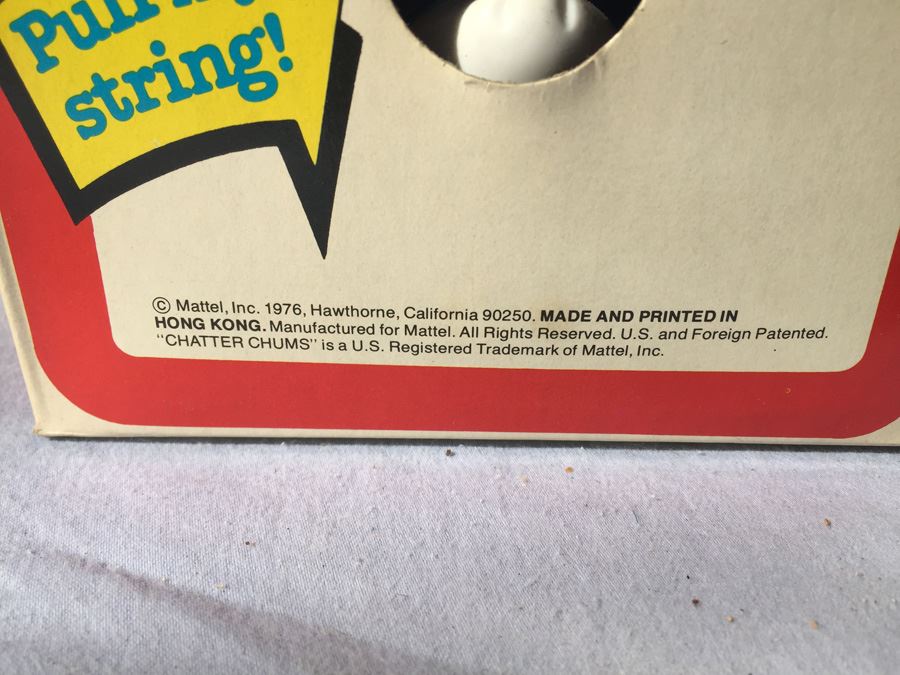 string!
© Mattel, Inc. 1976, Hawthorne, California 90250. MADE AND PRINTED IN
HONG KONG. Manufactured for Mattel. All Rights Reserved. U.S. and Foreign Patented.
"CHATTER CHUMS" is a U.S. Registered Trademark of Mattel, Inc.